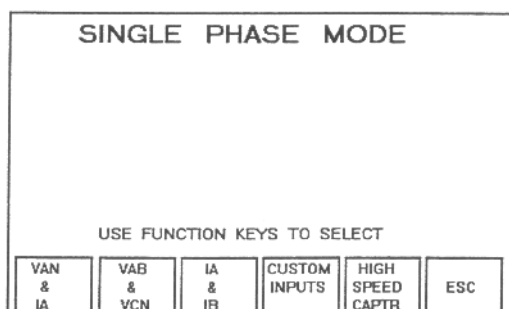 SINGLE PHASE MODE
USE FUNCTION KEYS TO SELECT
VAN
&
IA
VAB
&
VCN
IA
&
IB
CUSTOM
INPUTS
HIGH
SPEED
CAPTR
ESC